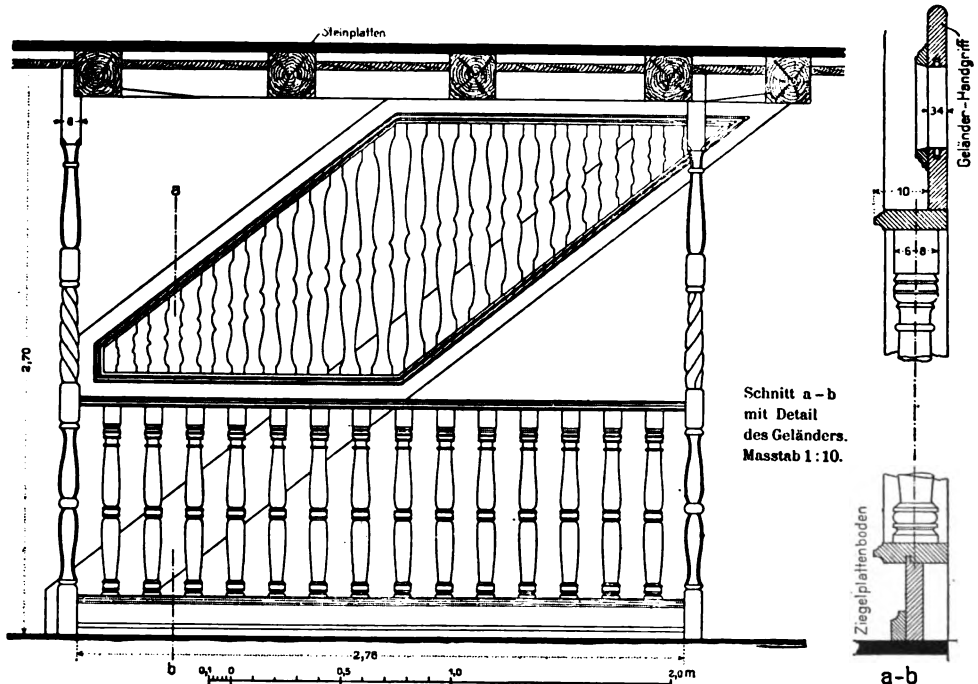 Steinplatten
8
a
2,70
Schnitt a-b
mit Detail
des Geländers.
Masstab 1:10.
2,76
b
0,1 0 0,5 1,0 2,0 m
Geländer-Handgriff
34
10
6-8
Ziegelplattenboden
a-b